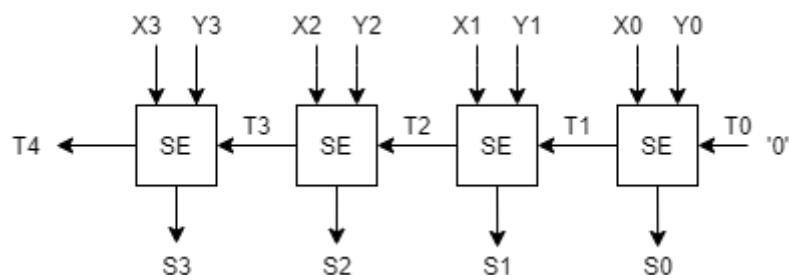 X3 Y3 X2 Y2 X1 Y1 X0 Y0
T3 T2 T1 T0
T4 SE SE SE SE '0'
S3 S2 S1 S0